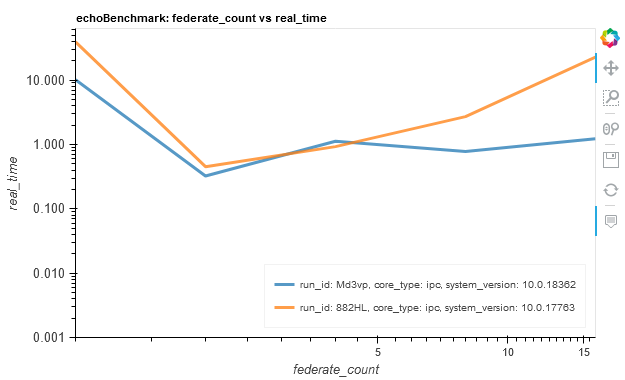 echoBenchmark: federate_count vs real_time
10.000
1.000
0.100
0.010
0.001
real_time
run_id: Md3vp, core_type: ipc, system_version: 10.0.18362
run_id: 882HL, core_type: ipc, system_version: 10.0.17763
5
10
15
federate_count